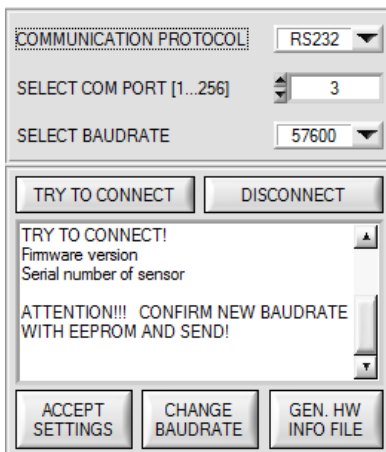 COMMUNICATION PROTOCOL RS232
SELECT COM PORT [1...256] 3
SELECT BAUDRATE 57600
TRY TO CONNECT DISCONNECT
TRY TO CONNECT!
Firmware version
Serial number of sensor
ATTENTION!!! CONFIRM NEW BAUDRATE
WITH EEPROM AND SEND!
ACCEPT SETTINGS
CHANGE BAUDRATE
GEN. HW INFO FILE